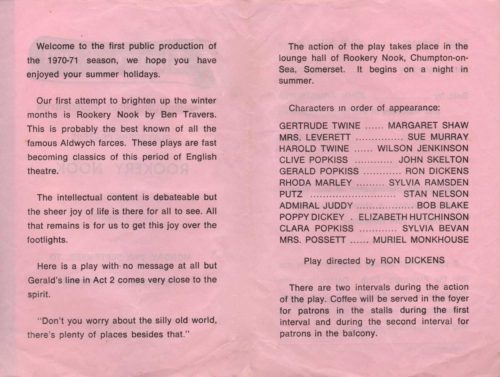 Welcome to the first public production of
the 1970-71 season, we hope you have
enjoyed your summer holidays.
Our first attempt to brighten up the winter
months is Rookery Nook by Ben Travers.
This is probably the best known of all the
famous Aldwych farces. These plays are fast
becoming classics of this period of English
theatre.
The intellectual content is debateable but
the sheer joy of life is there for all to see. All
that remains is for us to get this joy over the
footlights.
Here is a play with no message at all but
Gerald's line in Act 2 comes very close to the
spirit.
"Don't you worry about the silly old world,
there's plenty of places besides that."
The action of the play takes place in the
lounge hall of Rookery Nook, Chumpton-on-
Sea, Somerset. It begins on a night in
summer.
Characters in order of appearance:
GERTRUDE TWINE ...... MARGARET SHAW
MRS. LEVERETT ............ SUE MURRAY
HAROLD TWINE ...... WILSON JENKINSON
CLIVE POPKISS ............ JOHN SKELTON
GERALD POPKISS ............ RON DICKENS
RHODA MARLEY ......... SYLVIA RAMSDEN
PUTZ ........................ STAN NELSON
ADMIRAL JUDDY ............... BOB BLAKE
POPPY DICKEY . ELIZABETH HUTCHINSON
CLARA POPKISS ............ SYLVIA BEVAN
MRS. POSSETT ...... MURIEL MONKHOUSE
Play directed by RON DICKENS
There are two intervals during the action
of the play. Coffee will be served in the foyer
for patrons in the stalls during the first
interval and during the second interval for
patrons in the balcony.